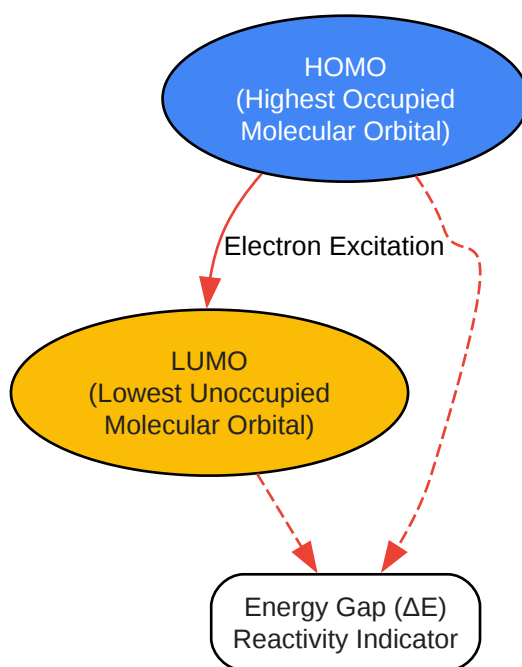 HOMO
(Highest Occupied
Molecular Orbital)
Electron Excitation
LUMO
(Lowest Unoccupied
Molecular Orbital)
Energy Gap (ΔE)
Reactivity Indicator